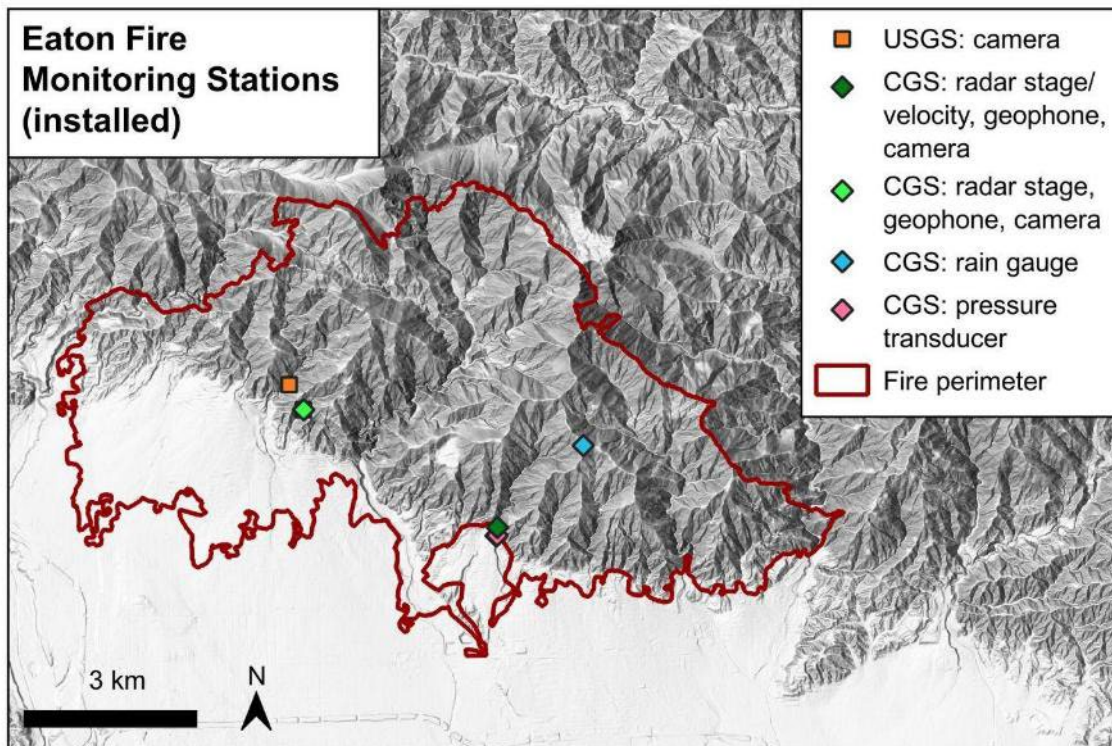 Eaton Fire
Monitoring Stations
(installed)
USGS: camera
CGS: radar stage/
velocity, geophone,
camera
CGS: radar stage,
geophone, camera
CGS: rain gauge
CGS: pressure
transducer
Fire perimeter
3 km
N